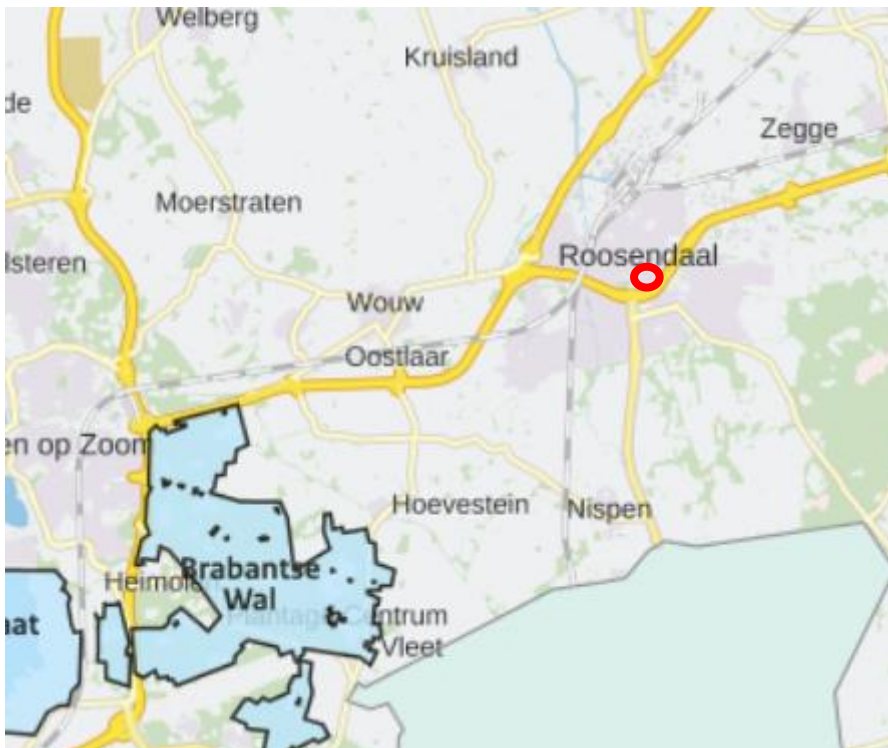 Welberg
Kruisland
de
Zegge
Moerstraten
Roosendaal
lsteren
Wouw
Oostlaar
en op Zoom
Hoevestein
Nispen
Brabantse
Wal
Centrum
Vleet
aat